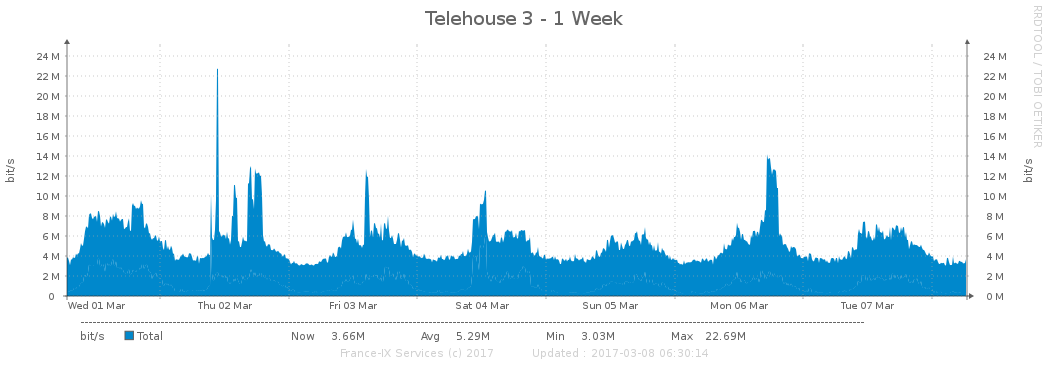 Telehouse 3 - 1 Week
RRDTOOL / TOBI OETIKER
24 M 24 M
22 M 22 M
20 M 20 M
18 M 18 M
16 M 16 M
14 M 14 M
12 M 12 M
10 M 10 M
8 M 8 M
6 M 6 M
4 M 4 M
2 M 2 M
0 0 M
bit/s bit/s
Wed 01 Mar Thu 02 Mar Fri 03 Mar Sat 04 Mar Sun 05 Mar Mon 06 Mar Tue 07 Mar
bit/s Total Now 3.66M Avg 5.29M Min 3.03M Max 22.69M
France-IX Services (c) 2017 Updated : 2017-03-08 06:30:14